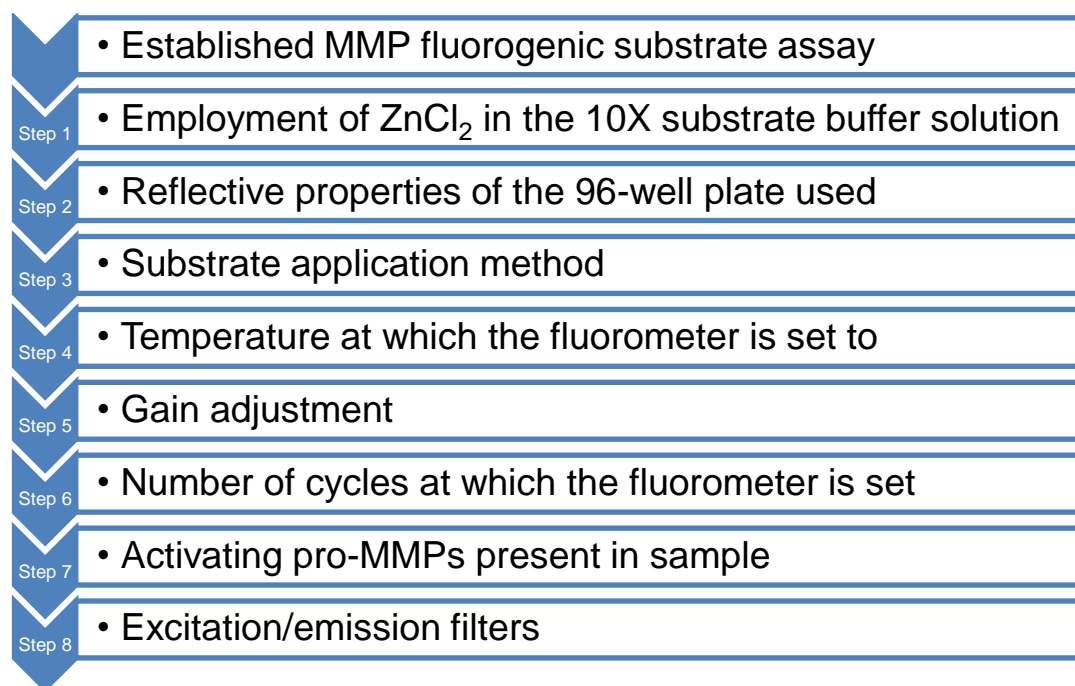 • Established MMP fluorogenic substrate assay
Step 1 • Employment of ZnCl₂ in the 10X substrate buffer solution
Step 2 • Reflective properties of the 96-well plate used
Step 3 • Substrate application method
Step 4 • Temperature at which the fluorometer is set to
Step 5 • Gain adjustment
Step 6 • Number of cycles at which the fluorometer is set
Step 7 • Activating pro-MMPs present in sample
Step 8 • Excitation/emission filters